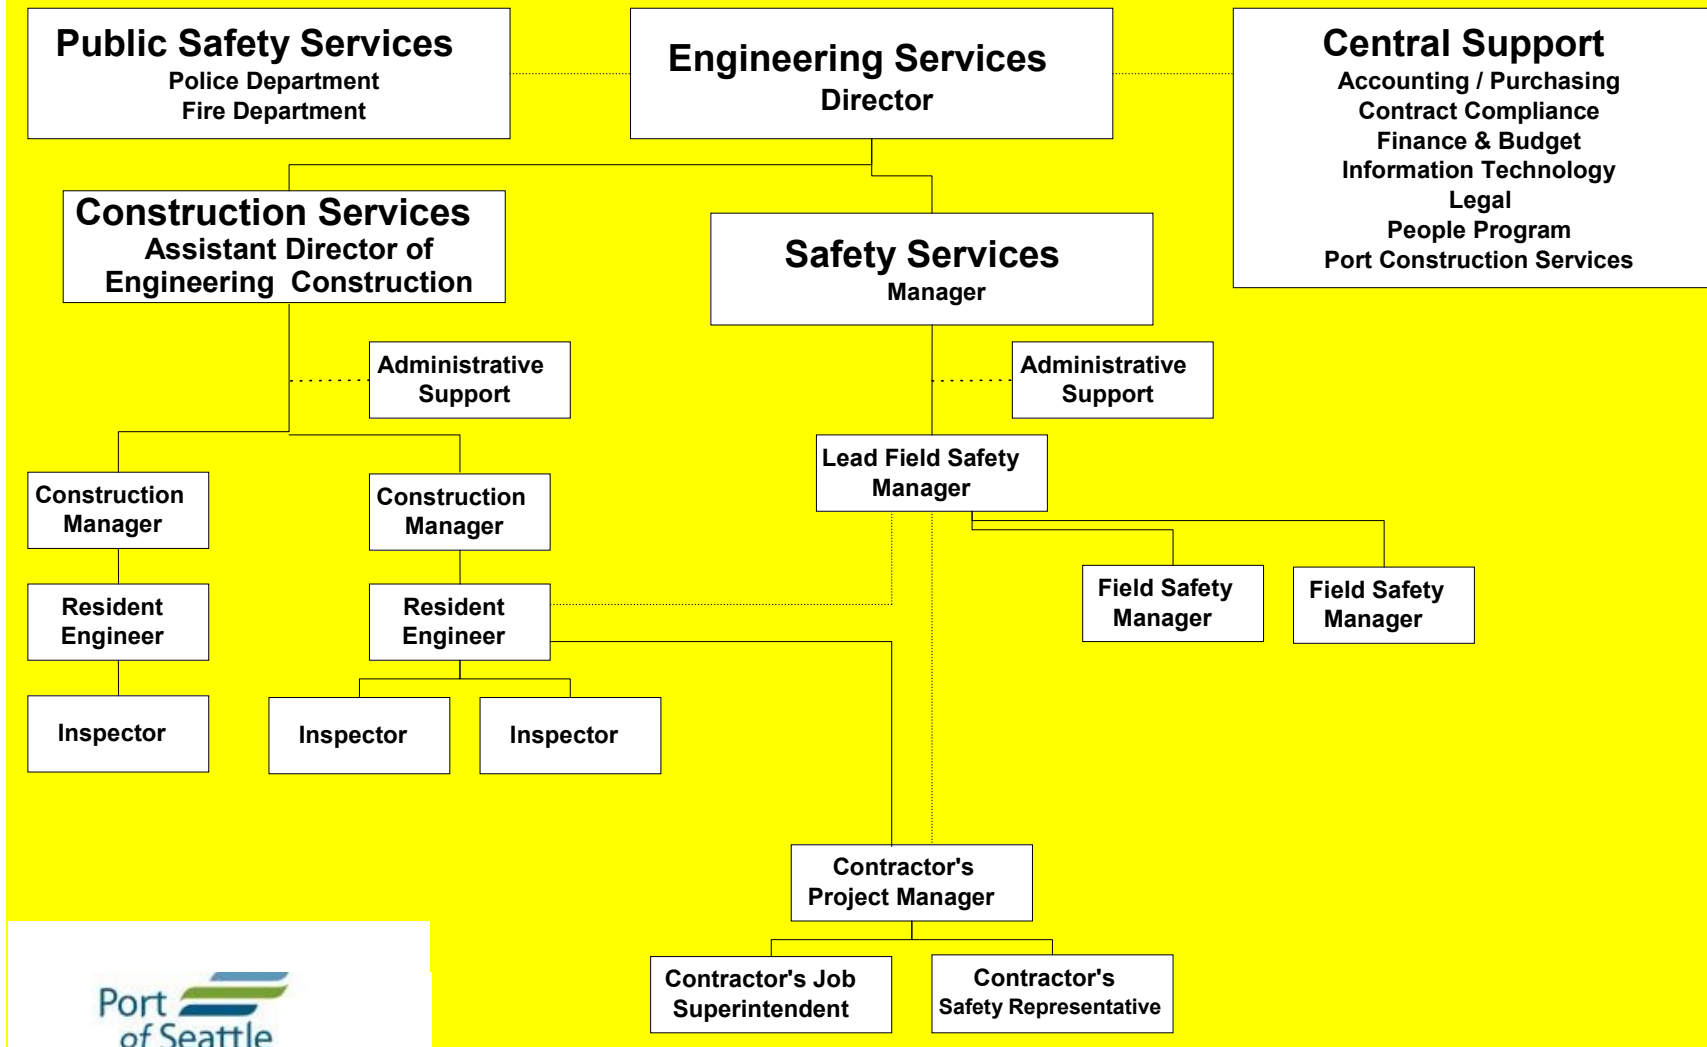 Public Safety Services
Police Department
Fire Department
Engineering Services
Director
Central Support
Accounting / Purchasing
Contract Compliance
Finance & Budget
Information Technology
Legal
People Program
Port Construction Services
Construction Services
Assistant Director of
Engineering Construction
Safety Services
Manager
Administrative
Support
Administrative
Support
Lead Field Safety
Manager
Construction
Manager
Construction
Manager
Field Safety
Manager
Field Safety
Manager
Resident
Engineer
Resident
Engineer
Inspector
Inspector
Inspector
Contractor's
Project Manager
Contractor's Job
Superintendent
Contractor's
Safety Representative
Port
of Seattle